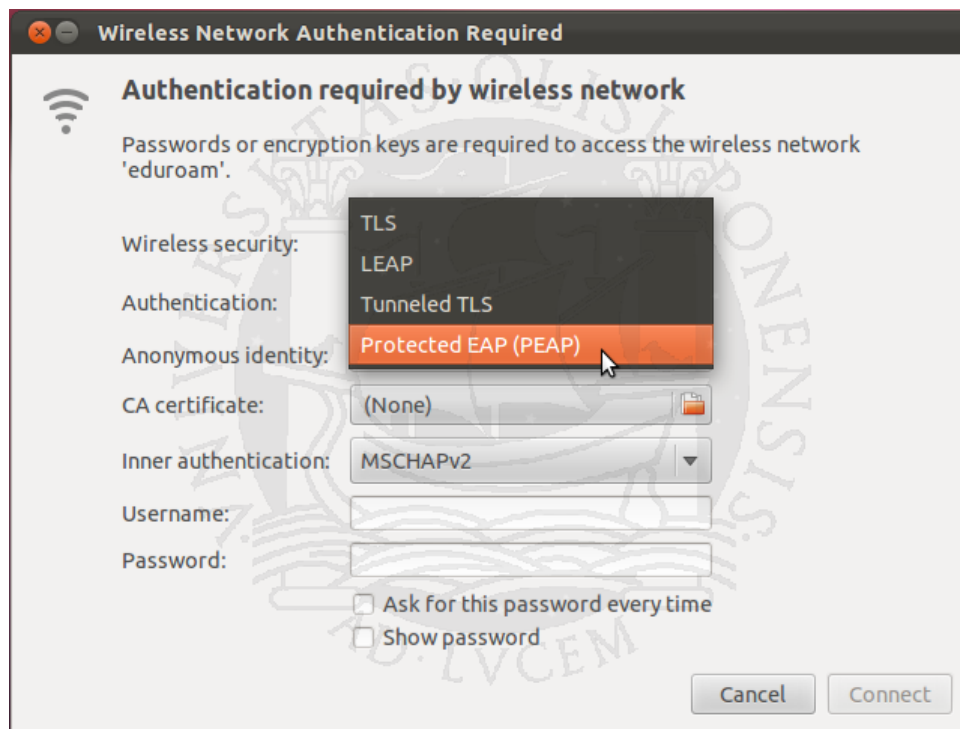 Wireless Network Authentication Required
Authentication required by wireless network
Passwords or encryption keys are required to access the wireless network
'eduroam'.
Wireless security:
TLS
LEAP
Authentication:
Tunneled TLS
Anonymous identity:
Protected EAP (PEAP)
CA certificate:
(None)
Inner authentication:
MSCHAPv2
Username:
Password:
Ask for this password every time
Show password
Cancel
Connect
AD·LVCEM